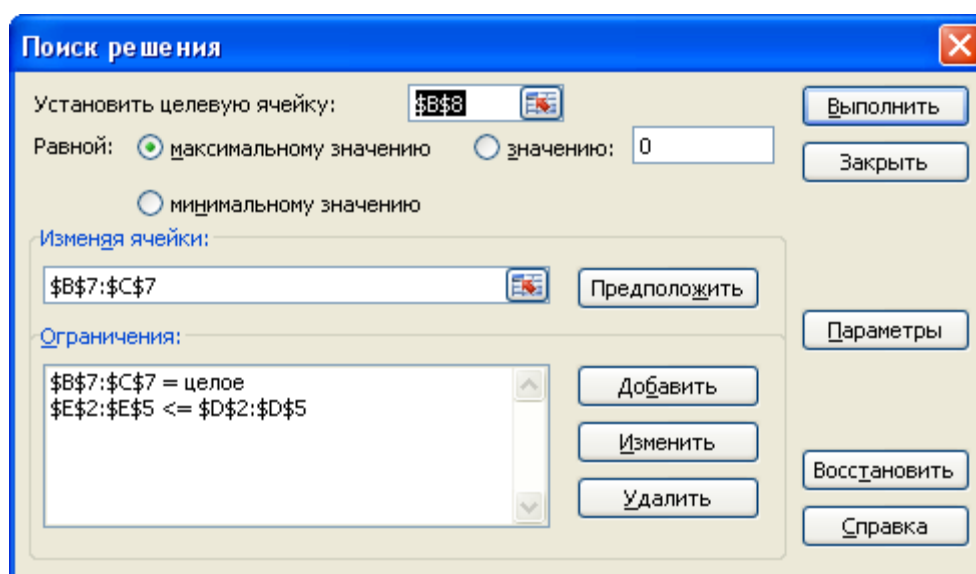 Поиск решения
Установить целевую ячейку: $B$8
Выполнить
Равной: максимальному значению значению: 0
Закрыть
минимальному значению
Изменяя ячейки:
$B$7:$C$7
Предположить
Параметры
Ограничения:
$B$7:$C$7 = целое
$E$2:$E$5 <= $D$2:$D$5
Добавить
Изменить
Удалить
Восстановить
Справка